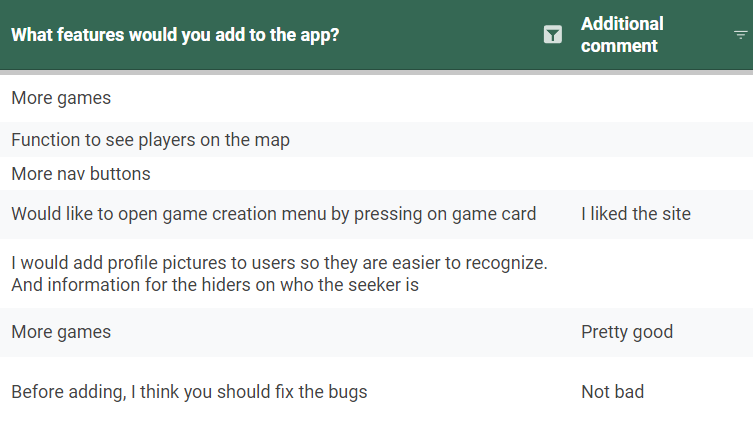 What features would you add to the app?
Additional
comment
More games
Function to see players on the map
More nav buttons
Would like to open game creation menu by pressing on game card
I liked the site
I would add profile pictures to users so they are easier to recognize.
And information for the hiders on who the seeker is
More games
Pretty good
Before adding, I think you should fix the bugs
Not bad